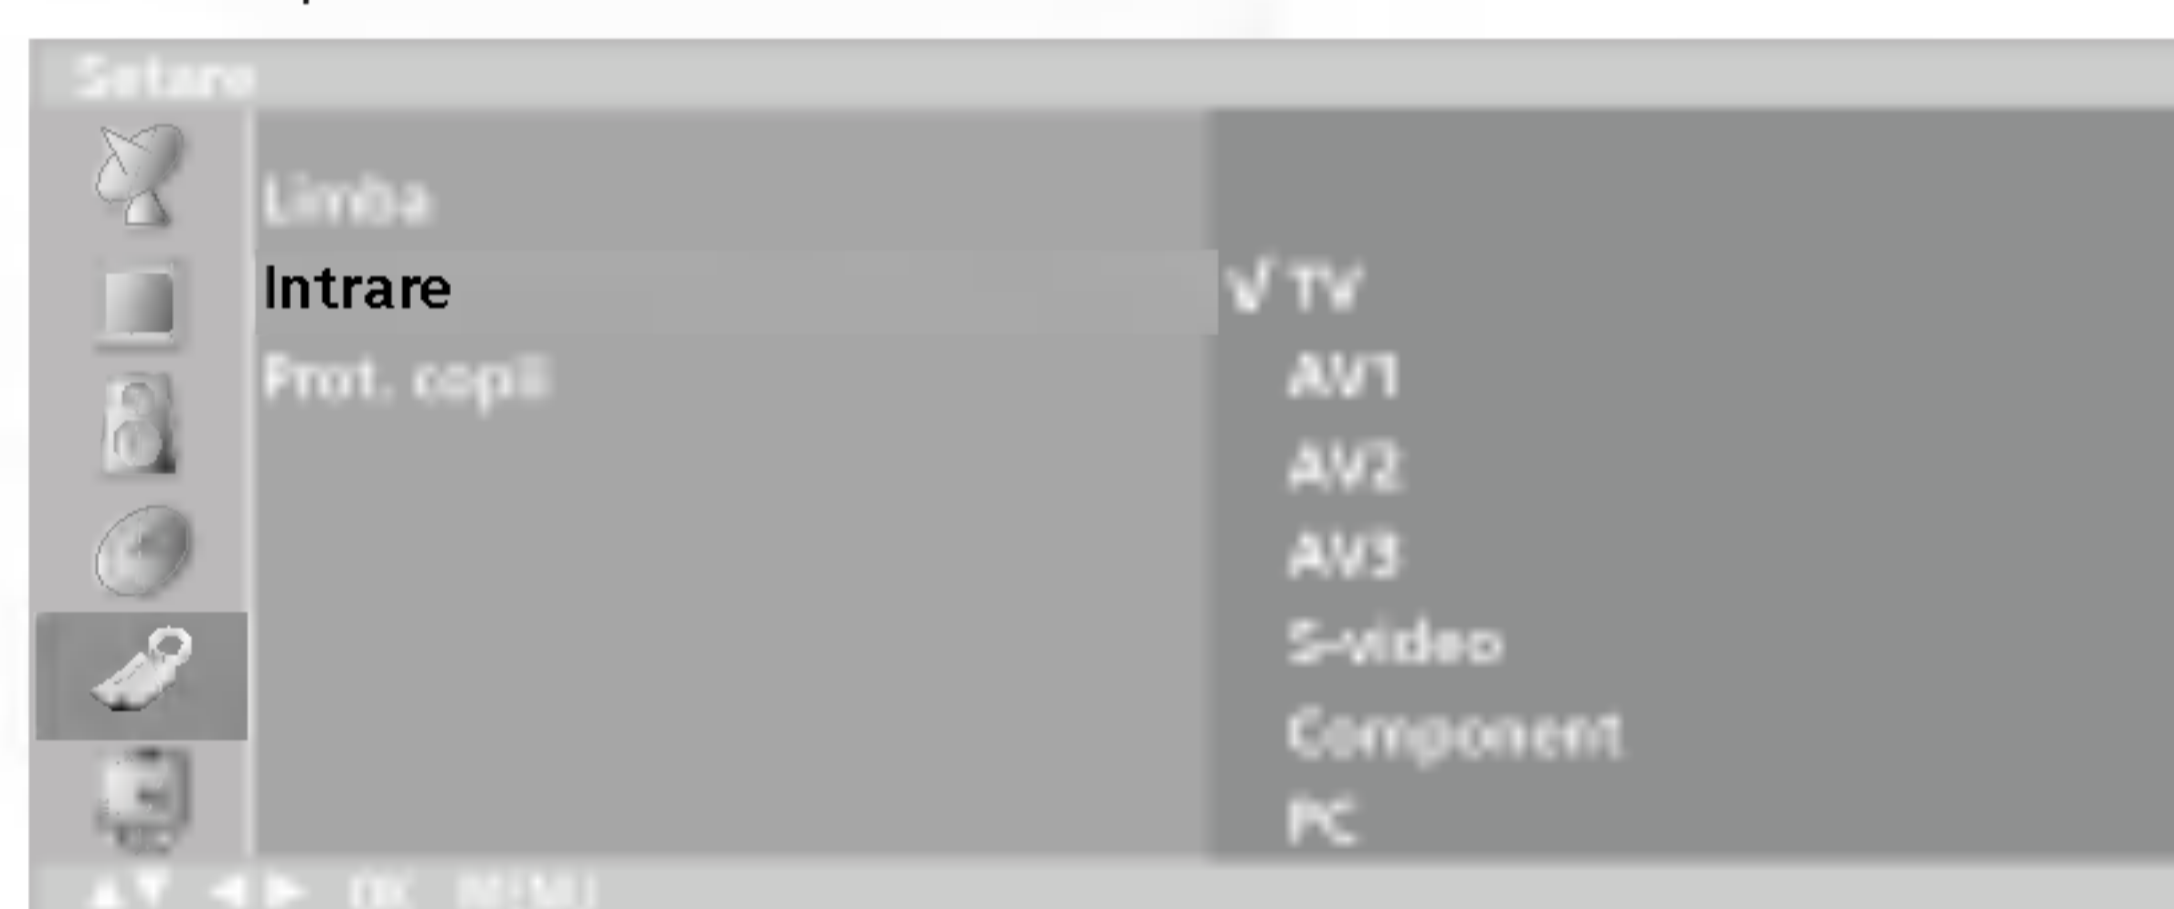 Setare
Limba
Intrare
√ TV
Prot. copii
AV1
AV2
AV3
S-video
Component
PC
▲▼ ◀▶ OK MENU